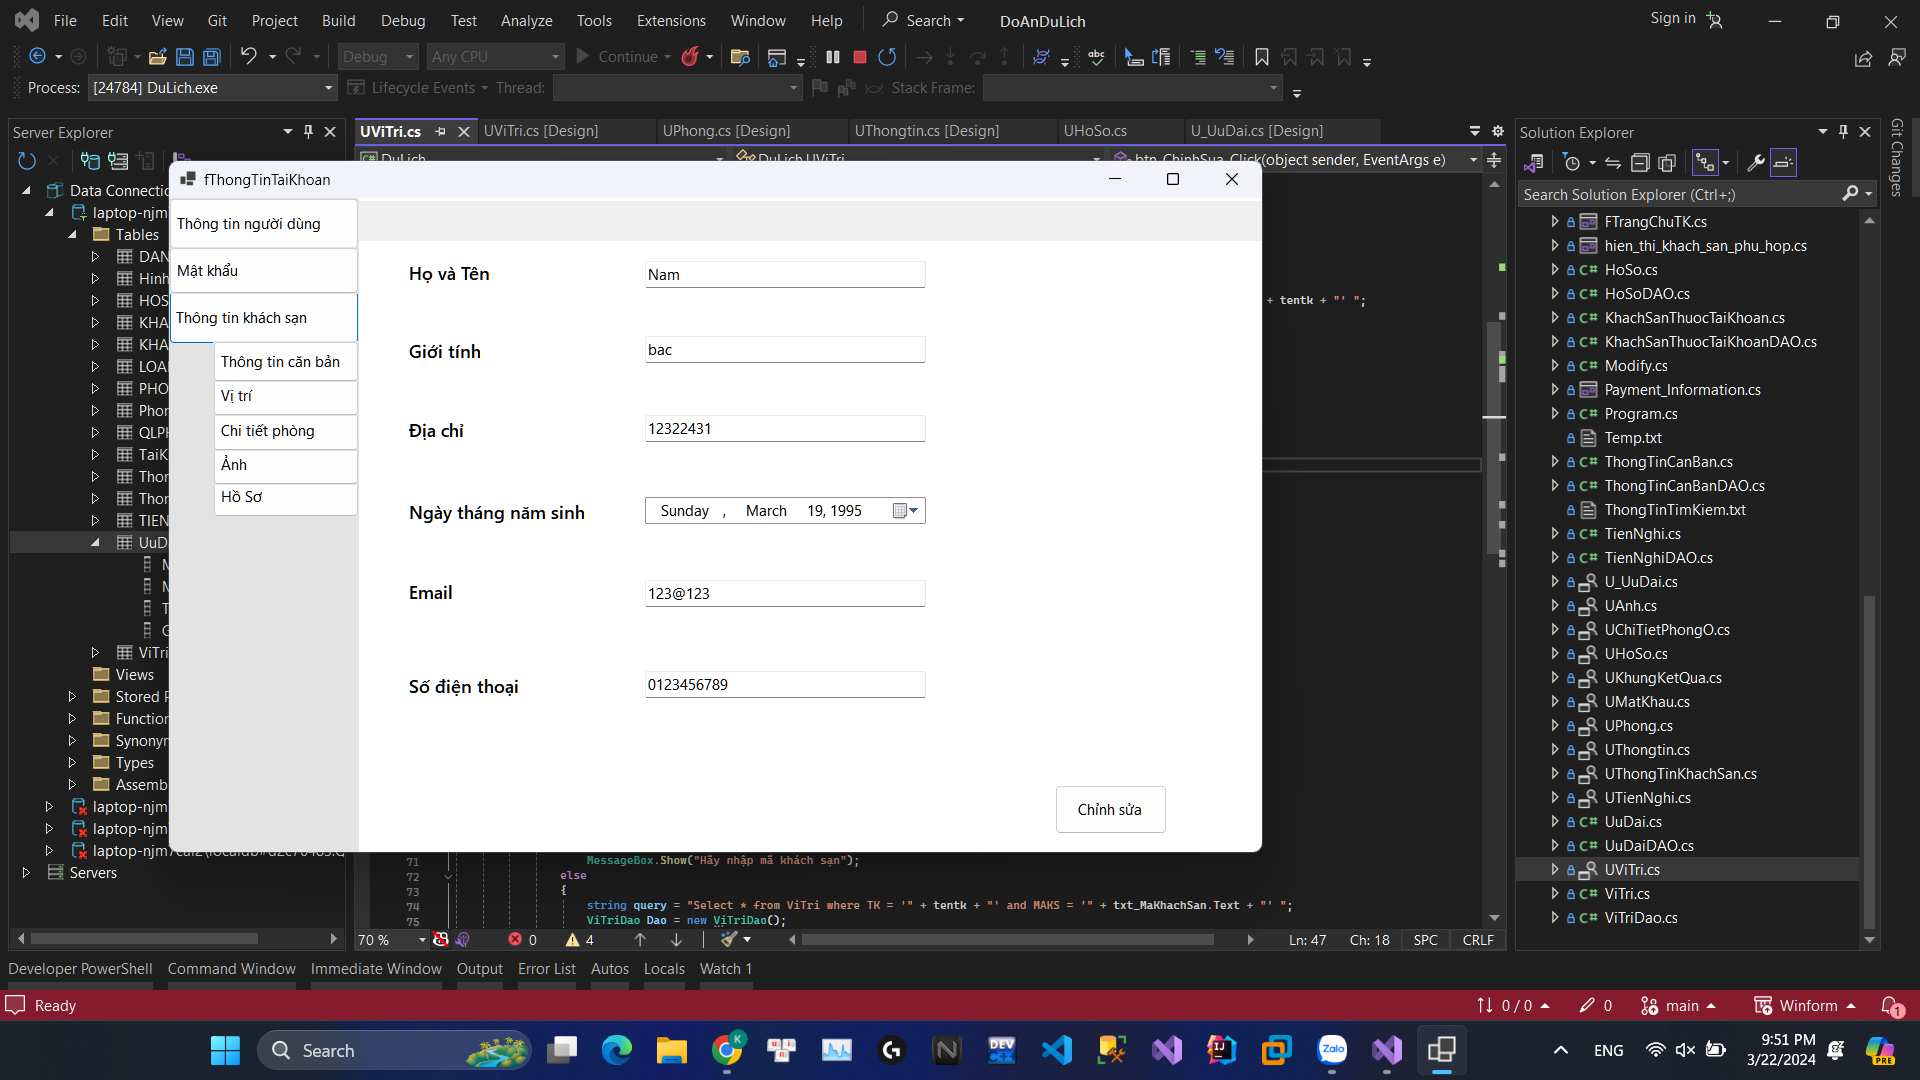 File Edit View Git Project Build Debug Test Analyze Tools Extensions Window Help Search DoAnDuLich Sign in
Debug Any CPU Continue
Process: [24784] DuLich.exe Lifecycle Events Thread: Stack Frame:
Server Explorer
Data Connectio
laptop-njm
Tables
DAN
Hinh
HOS
KHA
KHA
LOAI
PHO
Phon
QLPH
TaiK
Thon
Thon
TIEN
UuD
ViTri
Views
Stored P
Function
Synonyn
Types
Assemb
laptop-njm
laptop-njm
Servers
UViTri.cs UViTri.cs [Design] UPhong.cs [Design] UThongtin.cs [Design] UHoSo.cs U_UuDai.cs [Design]
DuLich DuLich.UViTri btn_ChinhSua_Click(object sender, EventArgs e)
+ tentk + "' ";
fThongTinTaiKhoan
Thông tin người dùng
Mật khẩu
Thông tin khách sạn
Thông tin căn bản
Vị trí
Chi tiết phòng
Ảnh
Hồ Sơ
Họ và Tên Nam
Giới tính bac
Địa chỉ 12322431
Ngày tháng năm sinh Sunday , March 19, 1995
Email 123@123
Số điện thoại 0123456789
Chỉnh sửa
71 MessageBox.Show("Hãy nhập mã khách sạn");
72 else
73 {
74 string query = "Select * from ViTri where TK = '" + tentk + "' and MAKS = '" + txt_MaKhachSan.Text + "' ";
75 ViTriDao Dao = new ViTriDao();
70 % 0 4 Ln: 47 Ch: 18 SPC CRLF
Solution Explorer
Search Solution Explorer (Ctrl+;)
FTrangChuTK.cs
hien_thi_khach_san_phu_hop.cs
HoSo.cs
HoSoDAO.cs
KhachSanThuocTaiKhoan.cs
KhachSanThuocTaiKhoanDAO.cs
Modify.cs
Payment_Information.cs
Program.cs
Temp.txt
ThongTinCanBan.cs
ThongTinCanBanDAO.cs
ThongTinTimKiem.txt
TienNghi.cs
TienNghiDAO.cs
U_UuDai.cs
UAnh.cs
UChiTietPhongO.cs
UHoSo.cs
UKhungKetQua.cs
UMatKhau.cs
UPhong.cs
UThongtin.cs
UThongTinKhachSan.cs
UTienNghi.cs
UuDai.cs
UuDaiDAO.cs
UViTri.cs
ViTri.cs
ViTriDao.cs
Git Changes
Developer PowerShell Command Window Immediate Window Output Error List Autos Locals Watch 1
Ready 0 / 0 0 main Winform 1
Search ENG 9:51 PM
3/22/2024